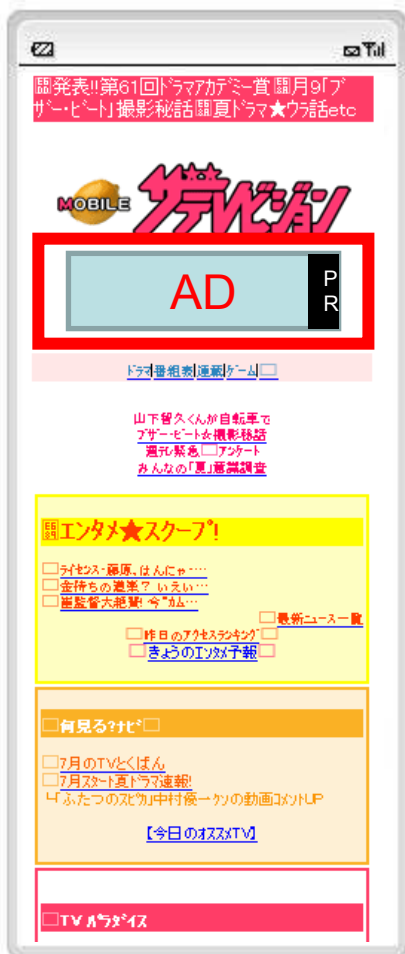 発表!!第61回ドラマアカデミー賞 月9「ブ
ザー・ビート」撮影秘話 夏ドラマ★ウラ話etc
MOBILE ザテレビジョン
AD
PR
ドラマ|番組表|連載|ゲーム|
山下智久くんが自転車で
ブザー・ビート☆撮影秘話
週刊緊急 アンケート
みんなの「夏」意識調査
エンタメ★スクープ!
ライセンス・藤原、はんにゃ…
金持ちの道楽? いえい…
崔監督大絶賛! 今"カム…
最新ニュース一覧
昨日のアクセスランキング
きょうのエンタメ予報
何見る?ナビ
7月のTVとくばん
7月スタート夏ドラマ速報!
└「ふたつのスピカ」中村優一クンの動画コメントUP
【今日のオススメTV】
TV パラダイス